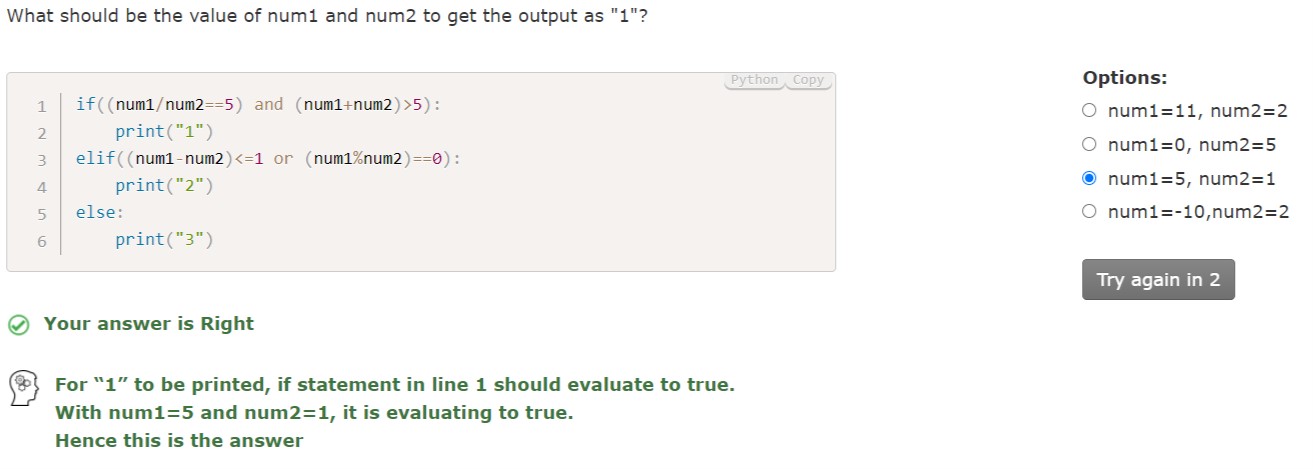 What should be the value of num1 and num2 to get the output as "1"?
Python Copy
1 if((num1/num2==5) and (num1+num2)>5):
2     print("1")
3 elif((num1-num2)<=1 or (num1%num2)==0):
4     print("2")
5 else:
6     print("3")
Options:
num1=11, num2=2
num1=0, num2=5
num1=5, num2=1
num1=-10,num2=2
Try again in 2
Your answer is Right
For “1” to be printed, if statement in line 1 should evaluate to true.
With num1=5 and num2=1, it is evaluating to true.
Hence this is the answer